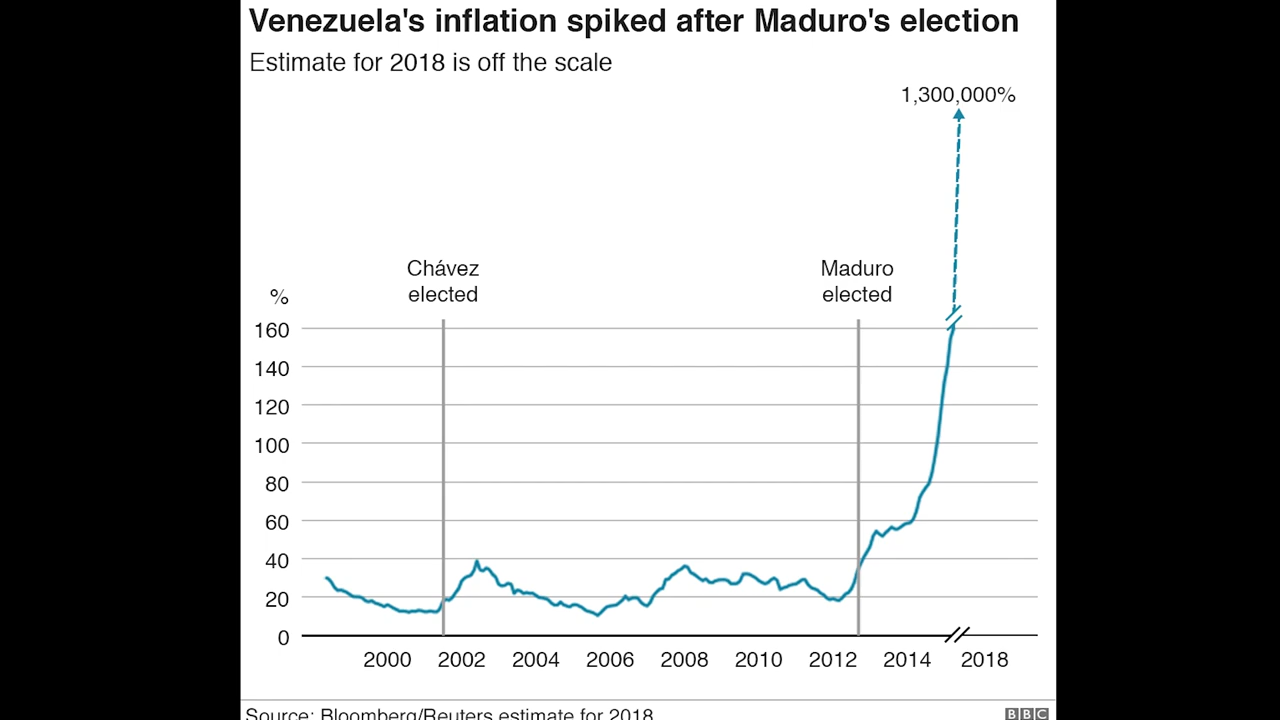 Venezuela's inflation spiked after Maduro's election
Estimate for 2018 is off the scale
1,300,000%
Chávez
elected
Maduro
elected
%
160
140
120
100
80
60
40
20
0
2000 2002 2004 2006 2008 2010 2012 2014 2018
Source: Bloomberg/Reuters estimate for 2018
BBC